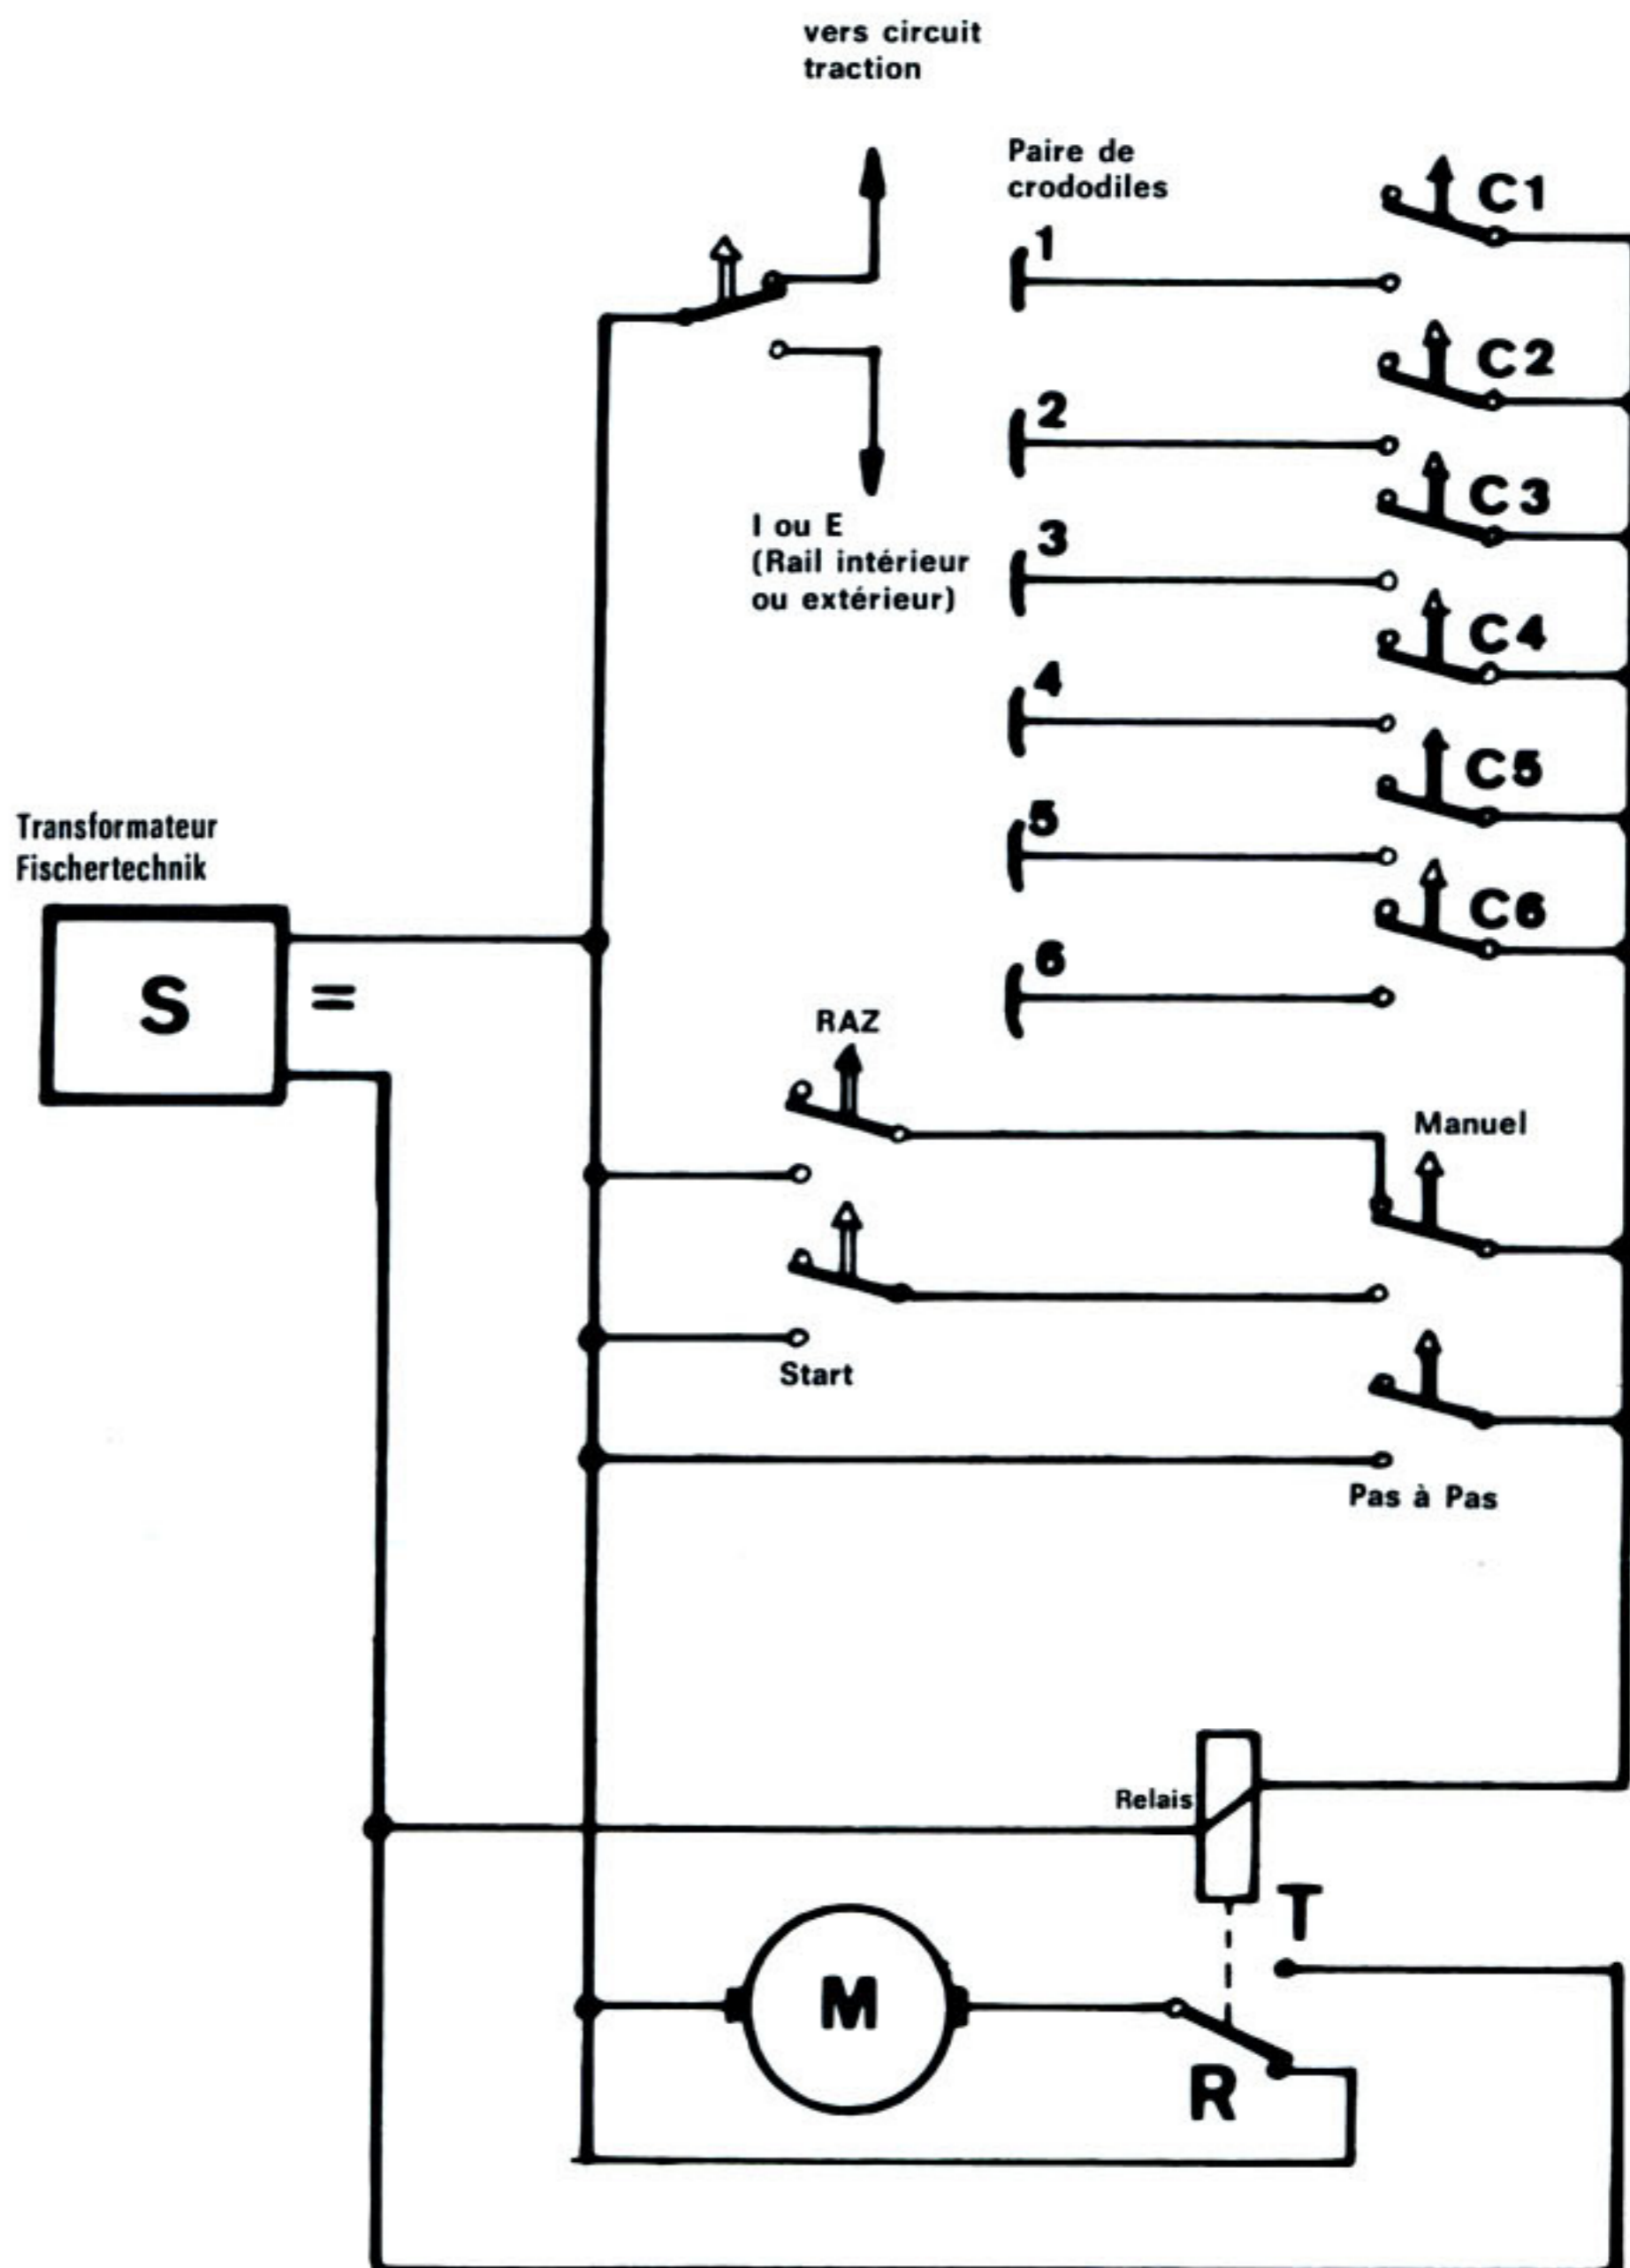 vers circuit
traction
Paire de
crododiles
C1
1
C2
2
C3
I ou E
(Rail intérieur
ou extérieur)
3
C4
4
C5
5
Transformateur
Fischertechnik
C6
6
S =
RAZ
Manuel
Start
Pas à Pas
Relais
T
M
R